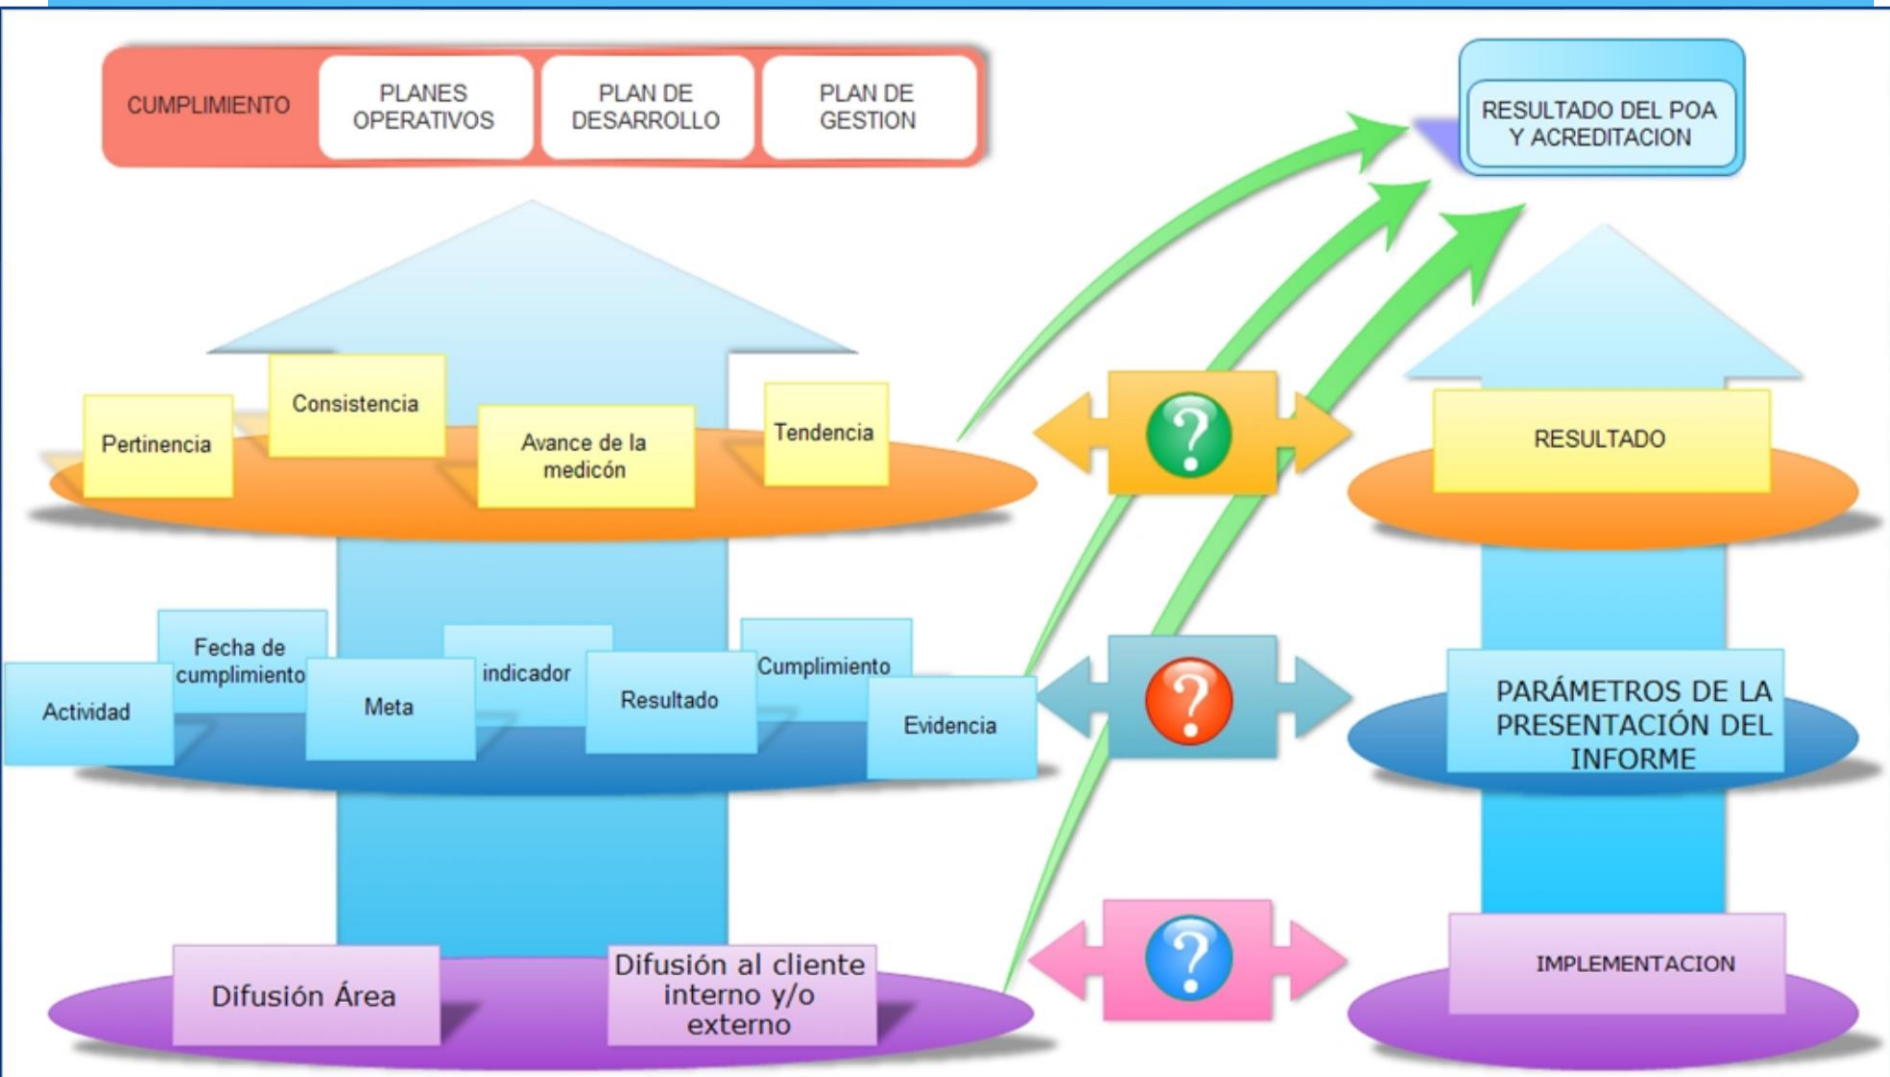 CUMPLIMIENTO
PLANES
OPERATIVOS
PLAN DE
DESARROLLO
PLAN DE
GESTION
RESULTADO DEL POA
Y ACREDITACION
Pertinencia
Consistencia
Avance de la
medicón
Tendencia
?
RESULTADO
Actividad
Fecha de
cumplimiento
Meta
indicador
Resultado
Cumplimiento
Evidencia
?
PARÁMETROS DE LA
PRESENTACIÓN DEL
INFORME
Difusión Área
Difusión al cliente
interno y/o
externo
?
IMPLEMENTACION